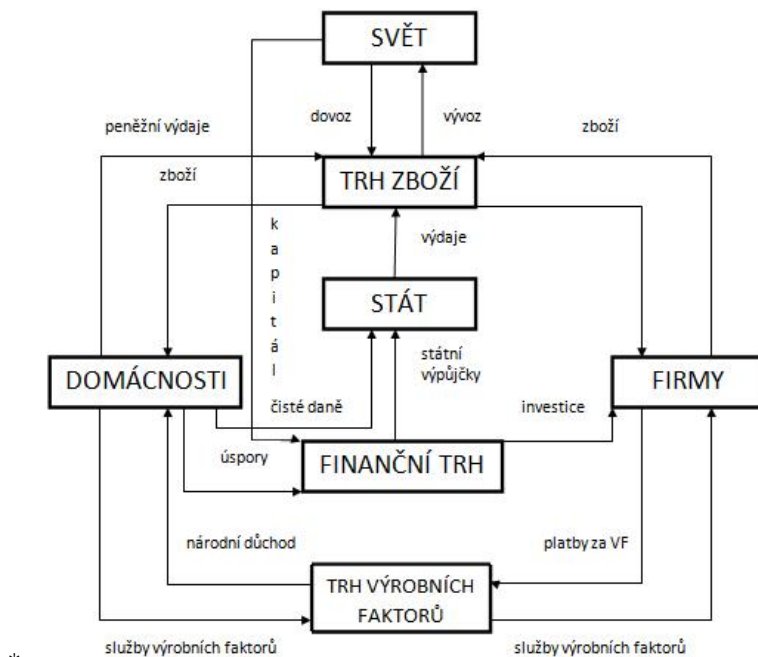 SVĚT
dovoz
vývoz
peněžní výdaje
zboží
TRH ZBOŽÍ
zboží
kapitál
výdaje
STÁT
státní
výpůjčky
DOMÁCNOSTI
FIRMY
čisté daně
investice
úspory
FINANČNÍ TRH
národní důchod
platby za VF
TRH VÝROBNÍCH
FAKTORŮ
služby výrobních faktorů
služby výrobních faktorů
*